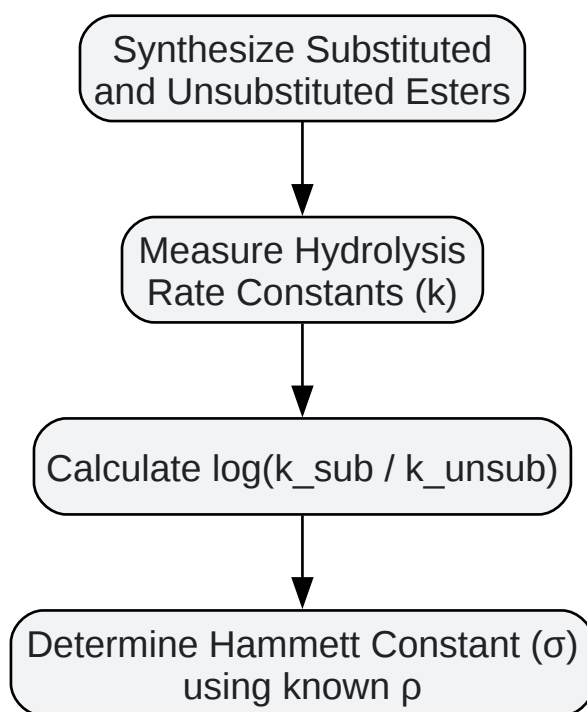 Synthesize Substituted
and Unsubstituted Esters
Measure Hydrolysis
Rate Constants (k)
Calculate log(k_sub / k_unsub)
Determine Hammett Constant (σ)
using known ρ